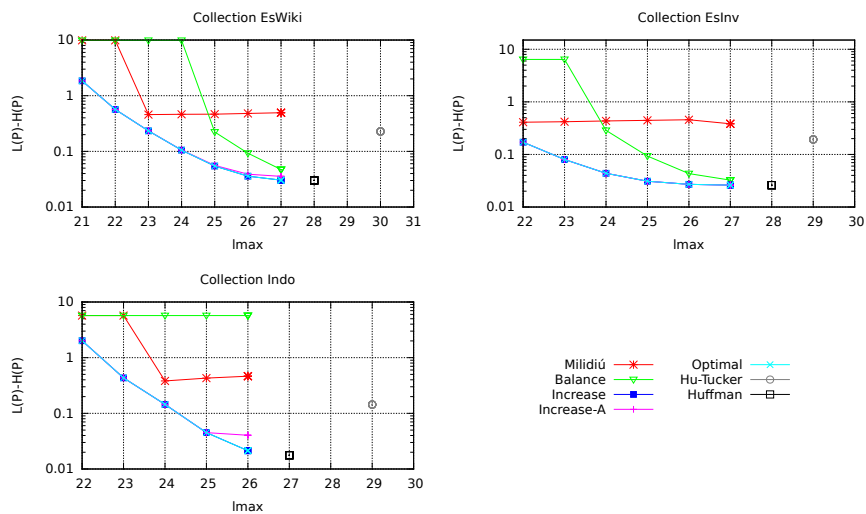 Collection EsWiki
L(P)-H(P)
10
1
0.1
0.01
21 22 23 24 25 26 27 28 29 30 31
lmax
Collection EsInv
L(P)-H(P)
10
1
0.1
0.01
22 23 24 25 26 27 28 29 30
lmax
Collection Indo
L(P)-H(P)
10
1
0.1
0.01
22 23 24 25 26 27 28 29 30
lmax
Milidiú
Balance
Increase
Increase-A
Optimal
Hu-Tucker
Huffman